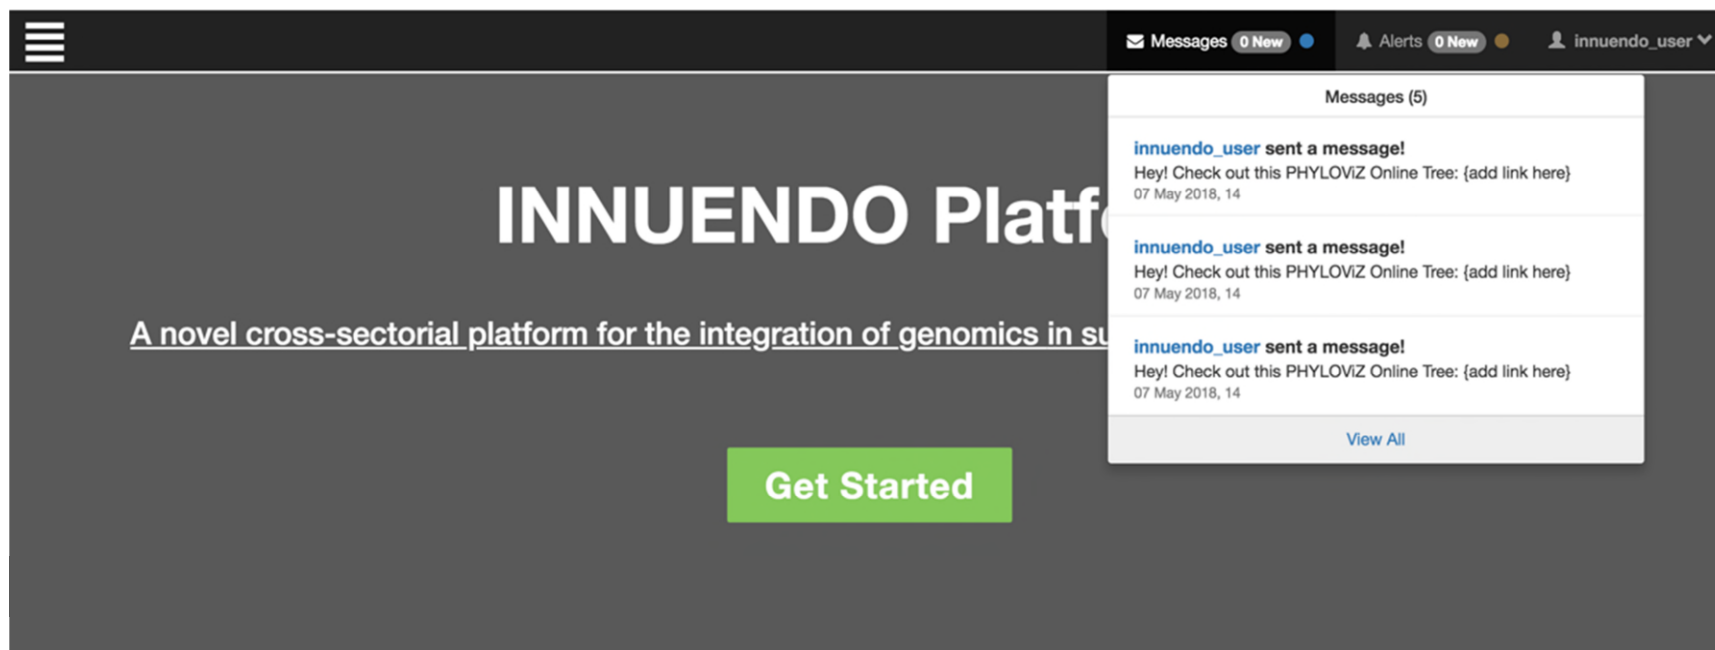 Messages 0 New
Alerts 0 New
innuendo_user
Messages (5)
innuendo_user sent a message!
Hey! Check out this PHYLOViZ Online Tree: {add link here}
07 May 2018, 14
innuendo_user sent a message!
Hey! Check out this PHYLOViZ Online Tree: {add link here}
07 May 2018, 14
innuendo_user sent a message!
Hey! Check out this PHYLOViZ Online Tree: {add link here}
07 May 2018, 14
View All
INNUENDO Platf
A novel cross-sectorial platform for the integration of genomics in su
Get Started